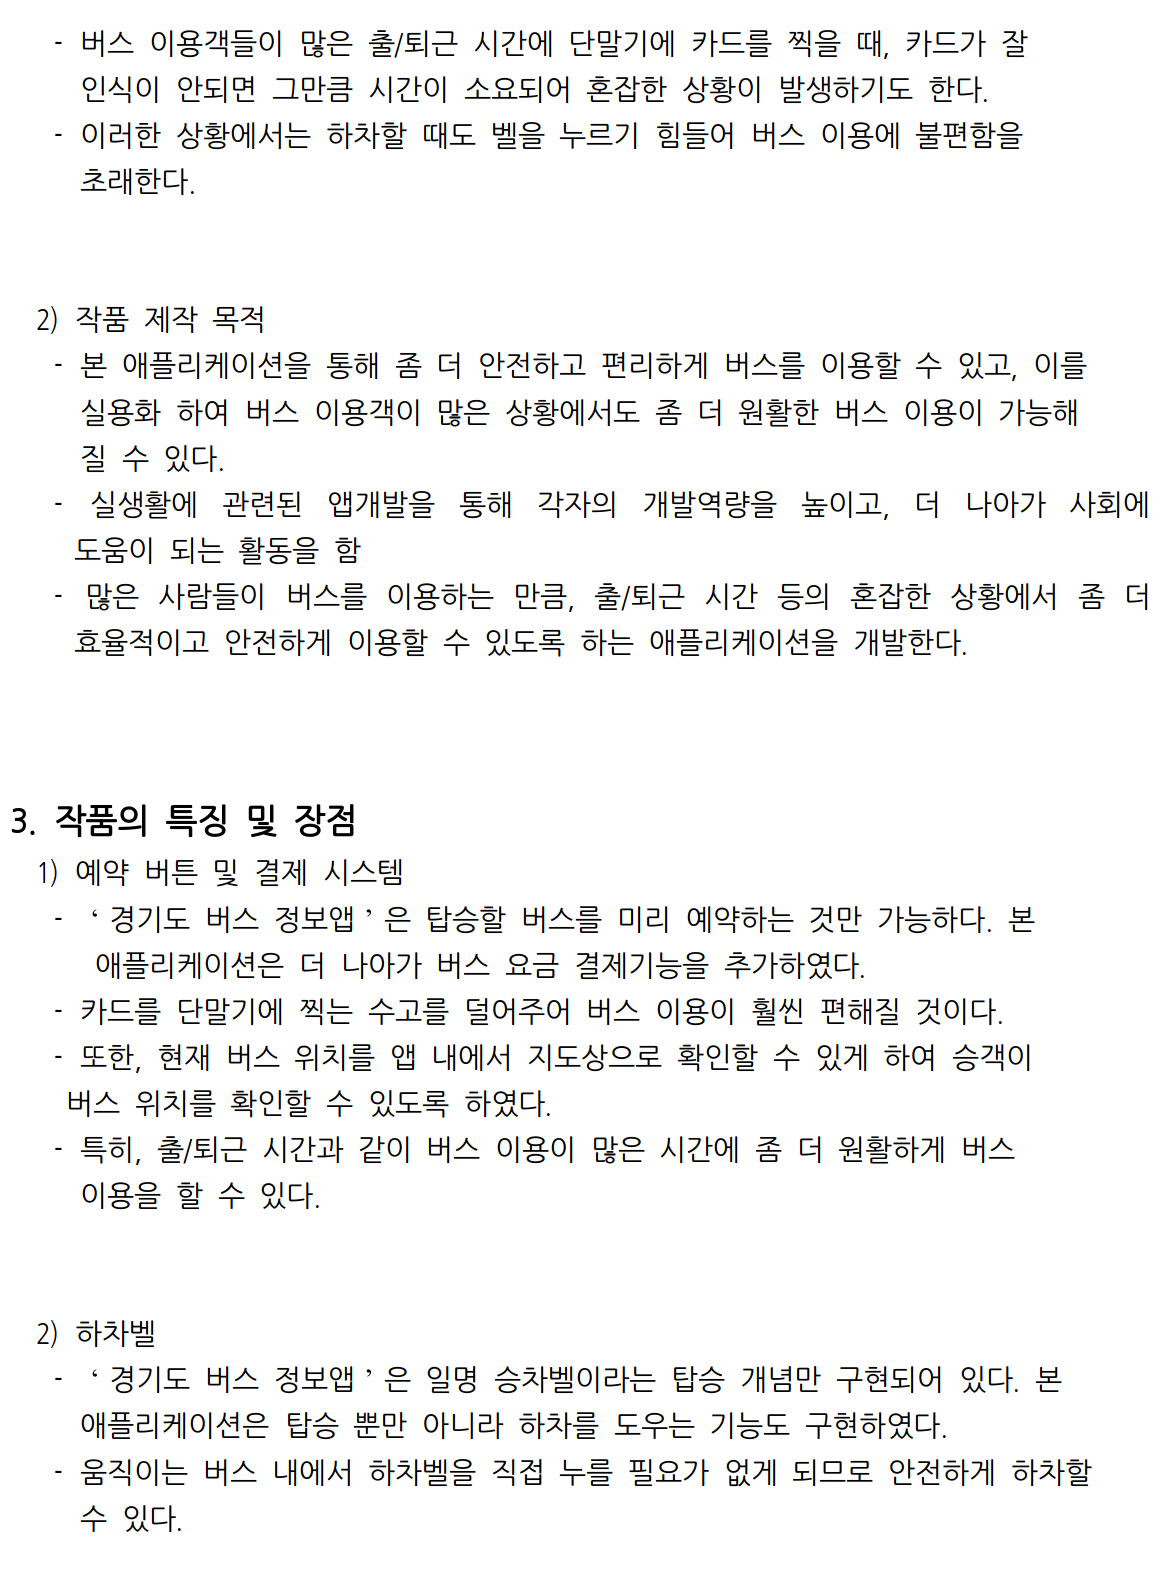 - 버스 이용객들이 많은 출/퇴근 시간에 단말기에 카드를 찍을 때, 카드가 잘
인식이 안되면 그만큼 시간이 소요되어 혼잡한 상황이 발생하기도 한다.
- 이러한 상황에서는 하차할 때도 벨을 누르기 힘들어 버스 이용에 불편함을
초래한다.
2) 작품 제작 목적
- 본 애플리케이션을 통해 좀 더 안전하고 편리하게 버스를 이용할 수 있고, 이를
실용화 하여 버스 이용객이 많은 상황에서도 좀 더 원활한 버스 이용이 가능해
질 수 있다.
- 실생활에 관련된 앱개발을 통해 각자의 개발역량을 높이고, 더 나아가 사회에
도움이 되는 활동을 함
- 많은 사람들이 버스를 이용하는 만큼, 출/퇴근 시간 등의 혼잡한 상황에서 좀 더
효율적이고 안전하게 이용할 수 있도록 하는 애플리케이션을 개발한다.
3. 작품의 특징 및 장점
1) 예약 버튼 및 결제 시스템
- ‘경기도 버스 정보앱’은 탑승할 버스를 미리 예약하는 것만 가능하다. 본
애플리케이션은 더 나아가 버스 요금 결제기능을 추가하였다.
- 카드를 단말기에 찍는 수고를 덜어주어 버스 이용이 훨씬 편해질 것이다.
- 또한, 현재 버스 위치를 앱 내에서 지도상으로 확인할 수 있게 하여 승객이
버스 위치를 확인할 수 있도록 하였다.
- 특히, 출/퇴근 시간과 같이 버스 이용이 많은 시간에 좀 더 원활하게 버스
이용을 할 수 있다.
2) 하차벨
- ‘경기도 버스 정보앱’은 일명 승차벨이라는 탑승 개념만 구현되어 있다. 본
애플리케이션은 탑승 뿐만 아니라 하차를 도우는 기능도 구현하였다.
- 움직이는 버스 내에서 하차벨을 직접 누를 필요가 없게 되므로 안전하게 하차할
수 있다.